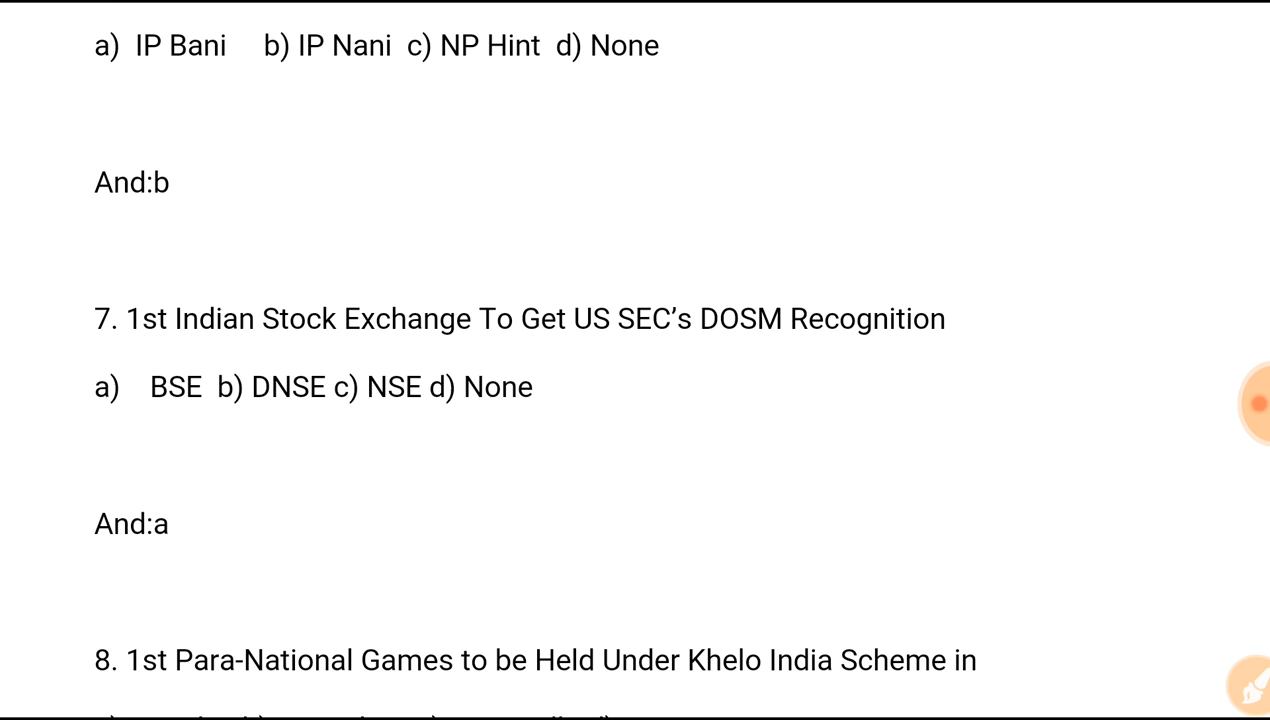 a)  IP Bani     b) IP Nani  c) NP Hint  d) None
And:b
7. 1st Indian Stock Exchange To Get US SEC’s DOSM Recognition
a)    BSE  b) DNSE c) NSE d) None
And:a
8. 1st Para-National Games to be Held Under Khelo India Scheme in